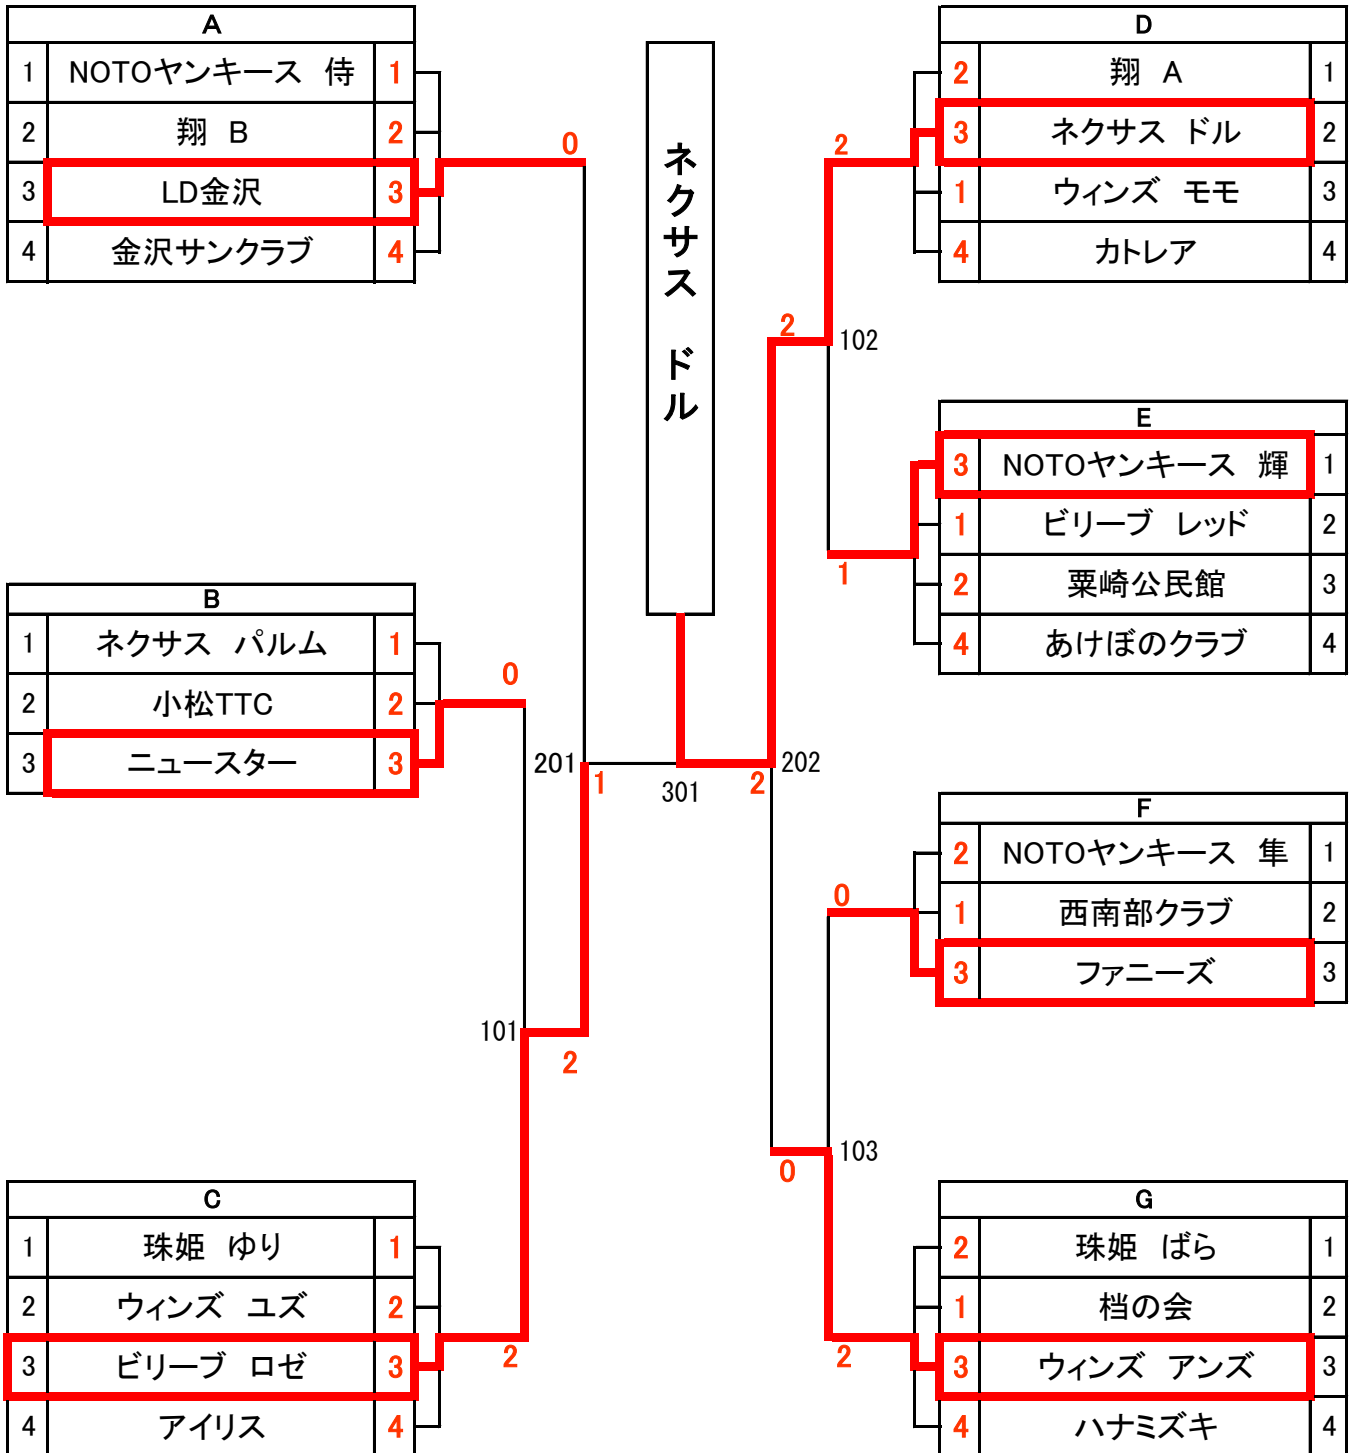 A
1 NOTOヤンキース 侍 1
2 翔 B 2
3 LD金沢 3
4 金沢サンクラブ 4
0
B
1 ネクサス パルム 1
2 小松TTC 2
3 ニュースター 3
0
201
1
101
2
C
1 珠姫 ゆり 1
2 ウィンズ ユズ 2
3 ビリーブ ロゼ 3
4 アイリス 4
2
ネクサス ドル
301
D
2 翔 A 1
3 ネクサス ドル 2
1 ウィンズ モモ 3
4 カトレア 4
2
2
102
E
3 NOTOヤンキース 輝 1
1 ビリーブ レッド 2
2 粟崎公民館 3
4 あけぼのクラブ 4
1
202
2
F
2 NOTOヤンキース 隼 1
1 西南部クラブ 2
3 ファニーズ 3
0
103
0
G
2 珠姫 ばら 1
1 档の会 2
3 ウィンズ アンズ 3
4 ハナミズキ 4
2